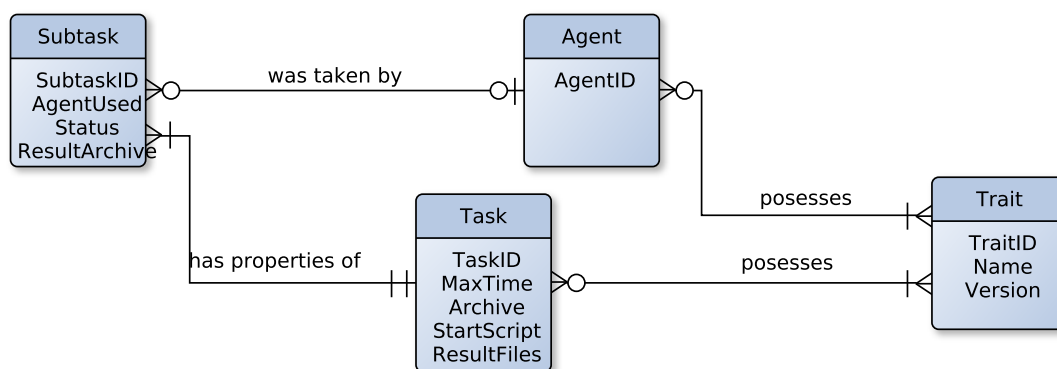 Subtask
SubtaskID
AgentUsed
Status
ResultArchive
was taken by
Agent
AgentID
posesses
Trait
TraitID
Name
Version
has properties of
Task
TaskID
MaxTime
Archive
StartScript
ResultFiles
posesses